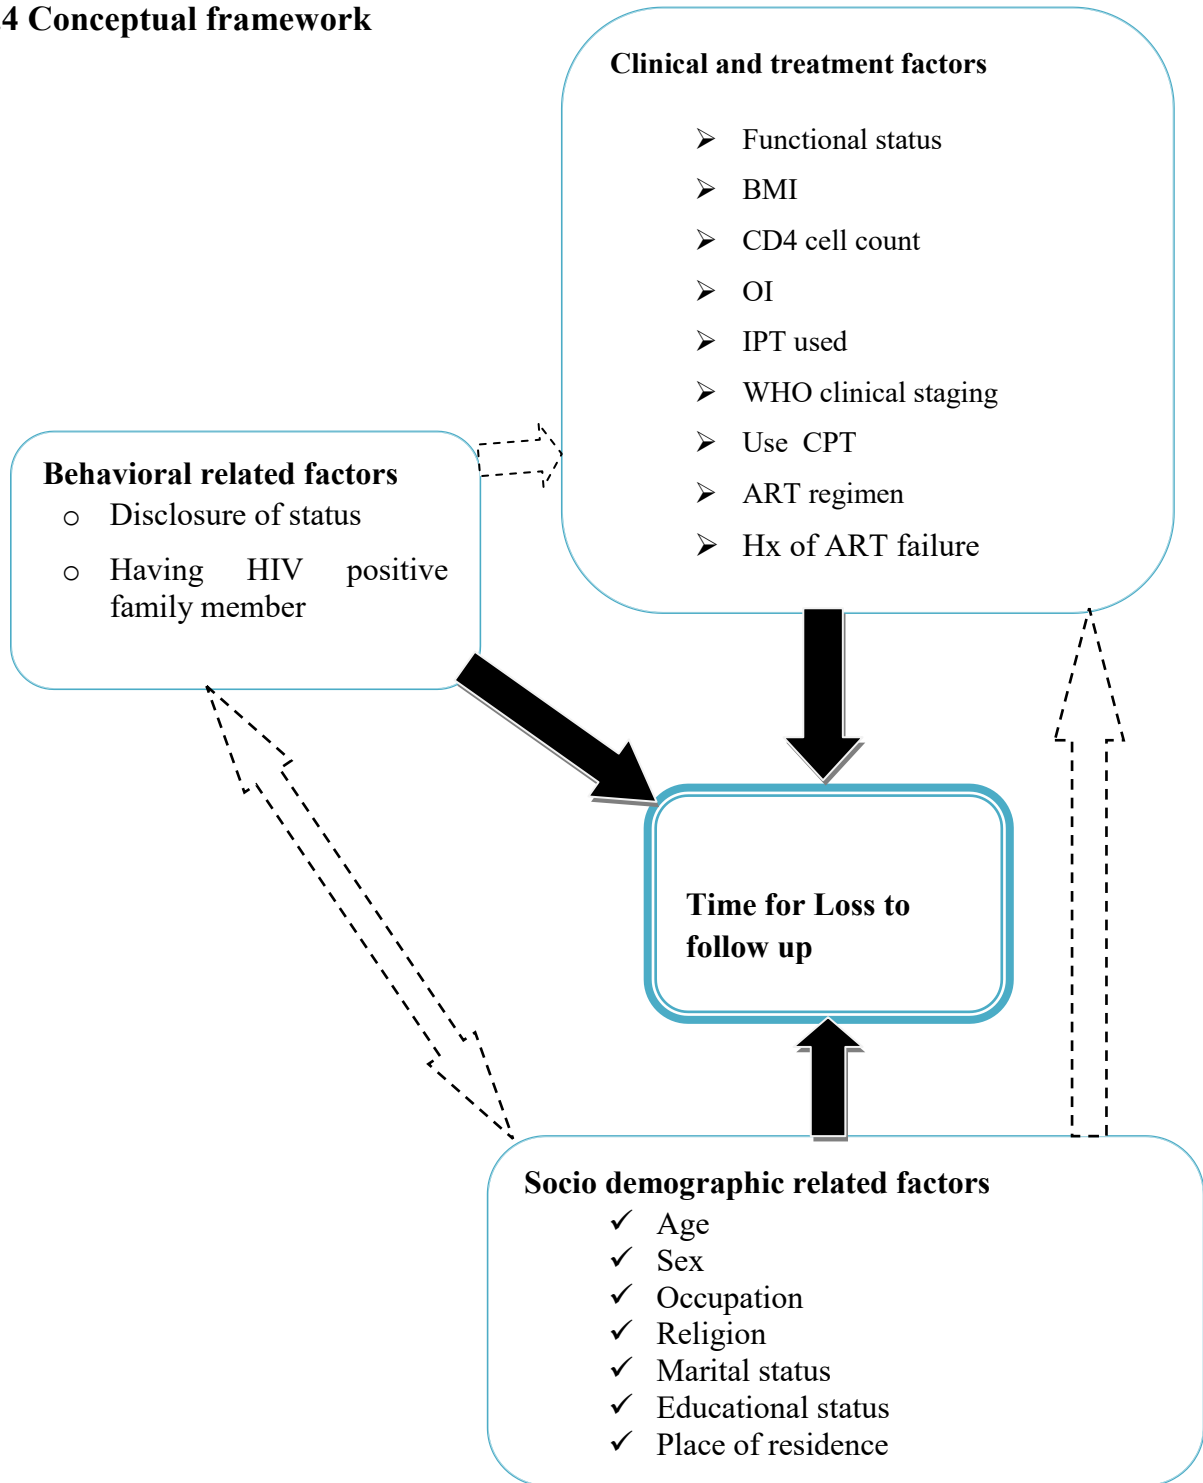 .4 Conceptual framework
Clinical and treatment factors
➢ Functional status
➢ BMI
➢ CD4 cell count
➢ OI
➢ IPT used
➢ WHO clinical staging
➢ Use CPT
➢ ART regimen
➢ Hx of ART failure
Behavioral related factors
o Disclosure of status
o Having HIV positive
family member
Time for Loss to
follow up
Socio demographic related factors
✓ Age
✓ Sex
✓ Occupation
✓ Religion
✓ Marital status
✓ Educational status
✓ Place of residence